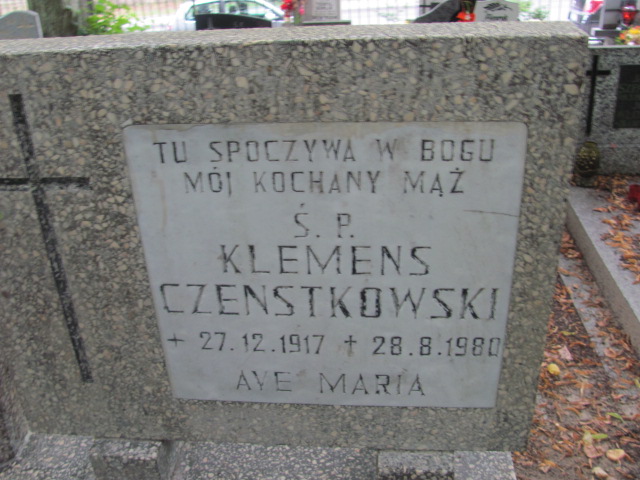 TU SPOCZYWA W BOGU
MÓJ KOCHANY MĄŻ
Ś. P.
KLEMENS
CZENSTKOWSKI
+ 27.12.1917 + 28.8.1980
AVE MARIA